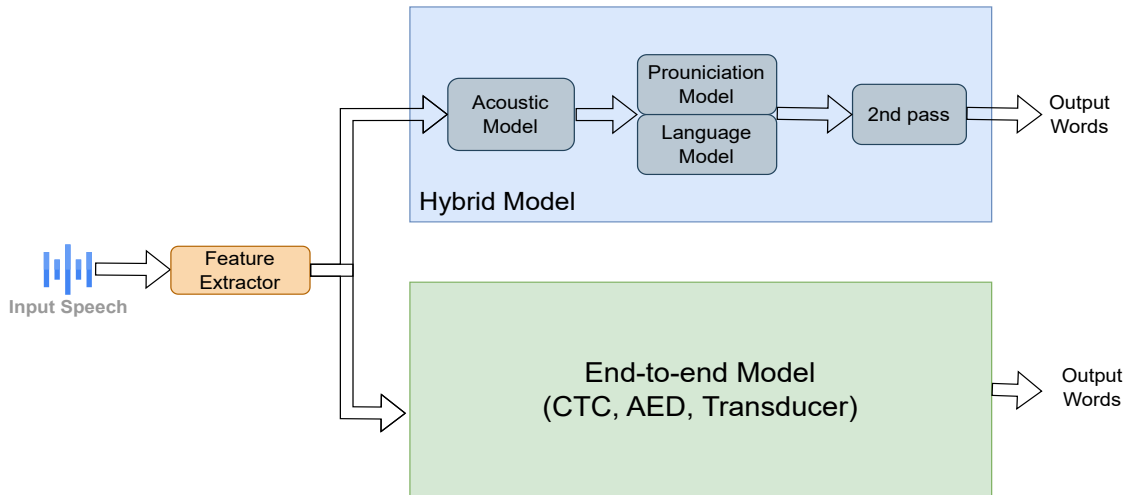 Acoustic
Model
Prouniciation
Model
Language
Model
2nd pass
Output
Words
Hybrid Model
Feature
Extractor
Input Speech
End-to-end Model
(CTC, AED, Transducer)
Output
Words